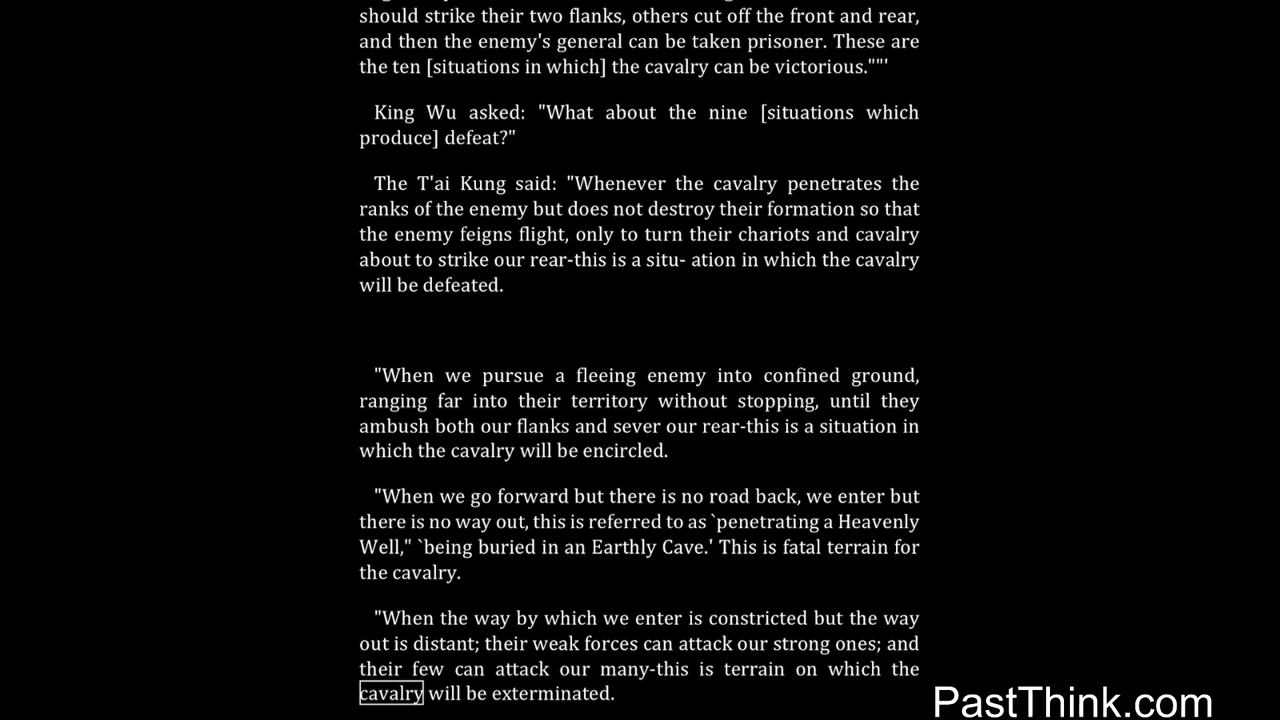 should strike their two flanks, others cut off the front and rear,
and then the enemy's general can be taken prisoner. These are
the ten [situations in which] the cavalry can be victorious.""'
King Wu asked: "What about the nine [situations which
produce] defeat?"
The T'ai Kung said: "Whenever the cavalry penetrates the
ranks of the enemy but does not destroy their formation so that
the enemy feigns flight, only to turn their chariots and cavalry
about to strike our rear-this is a situ- ation in which the cavalry
will be defeated.
"When we pursue a fleeing enemy into confined ground,
ranging far into their territory without stopping, until they
ambush both our flanks and sever our rear-this is a situation in
which the cavalry will be encircled.
"When we go forward but there is no road back, we enter but
there is no way out, this is referred to as `penetrating a Heavenly
Well," `being buried in an Earthly Cave.' This is fatal terrain for
the cavalry.
"When the way by which we enter is constricted but the way
out is distant; their weak forces can attack our strong ones; and
their few can attack our many-this is terrain on which the
cavalry will be exterminated.
PastThink.com